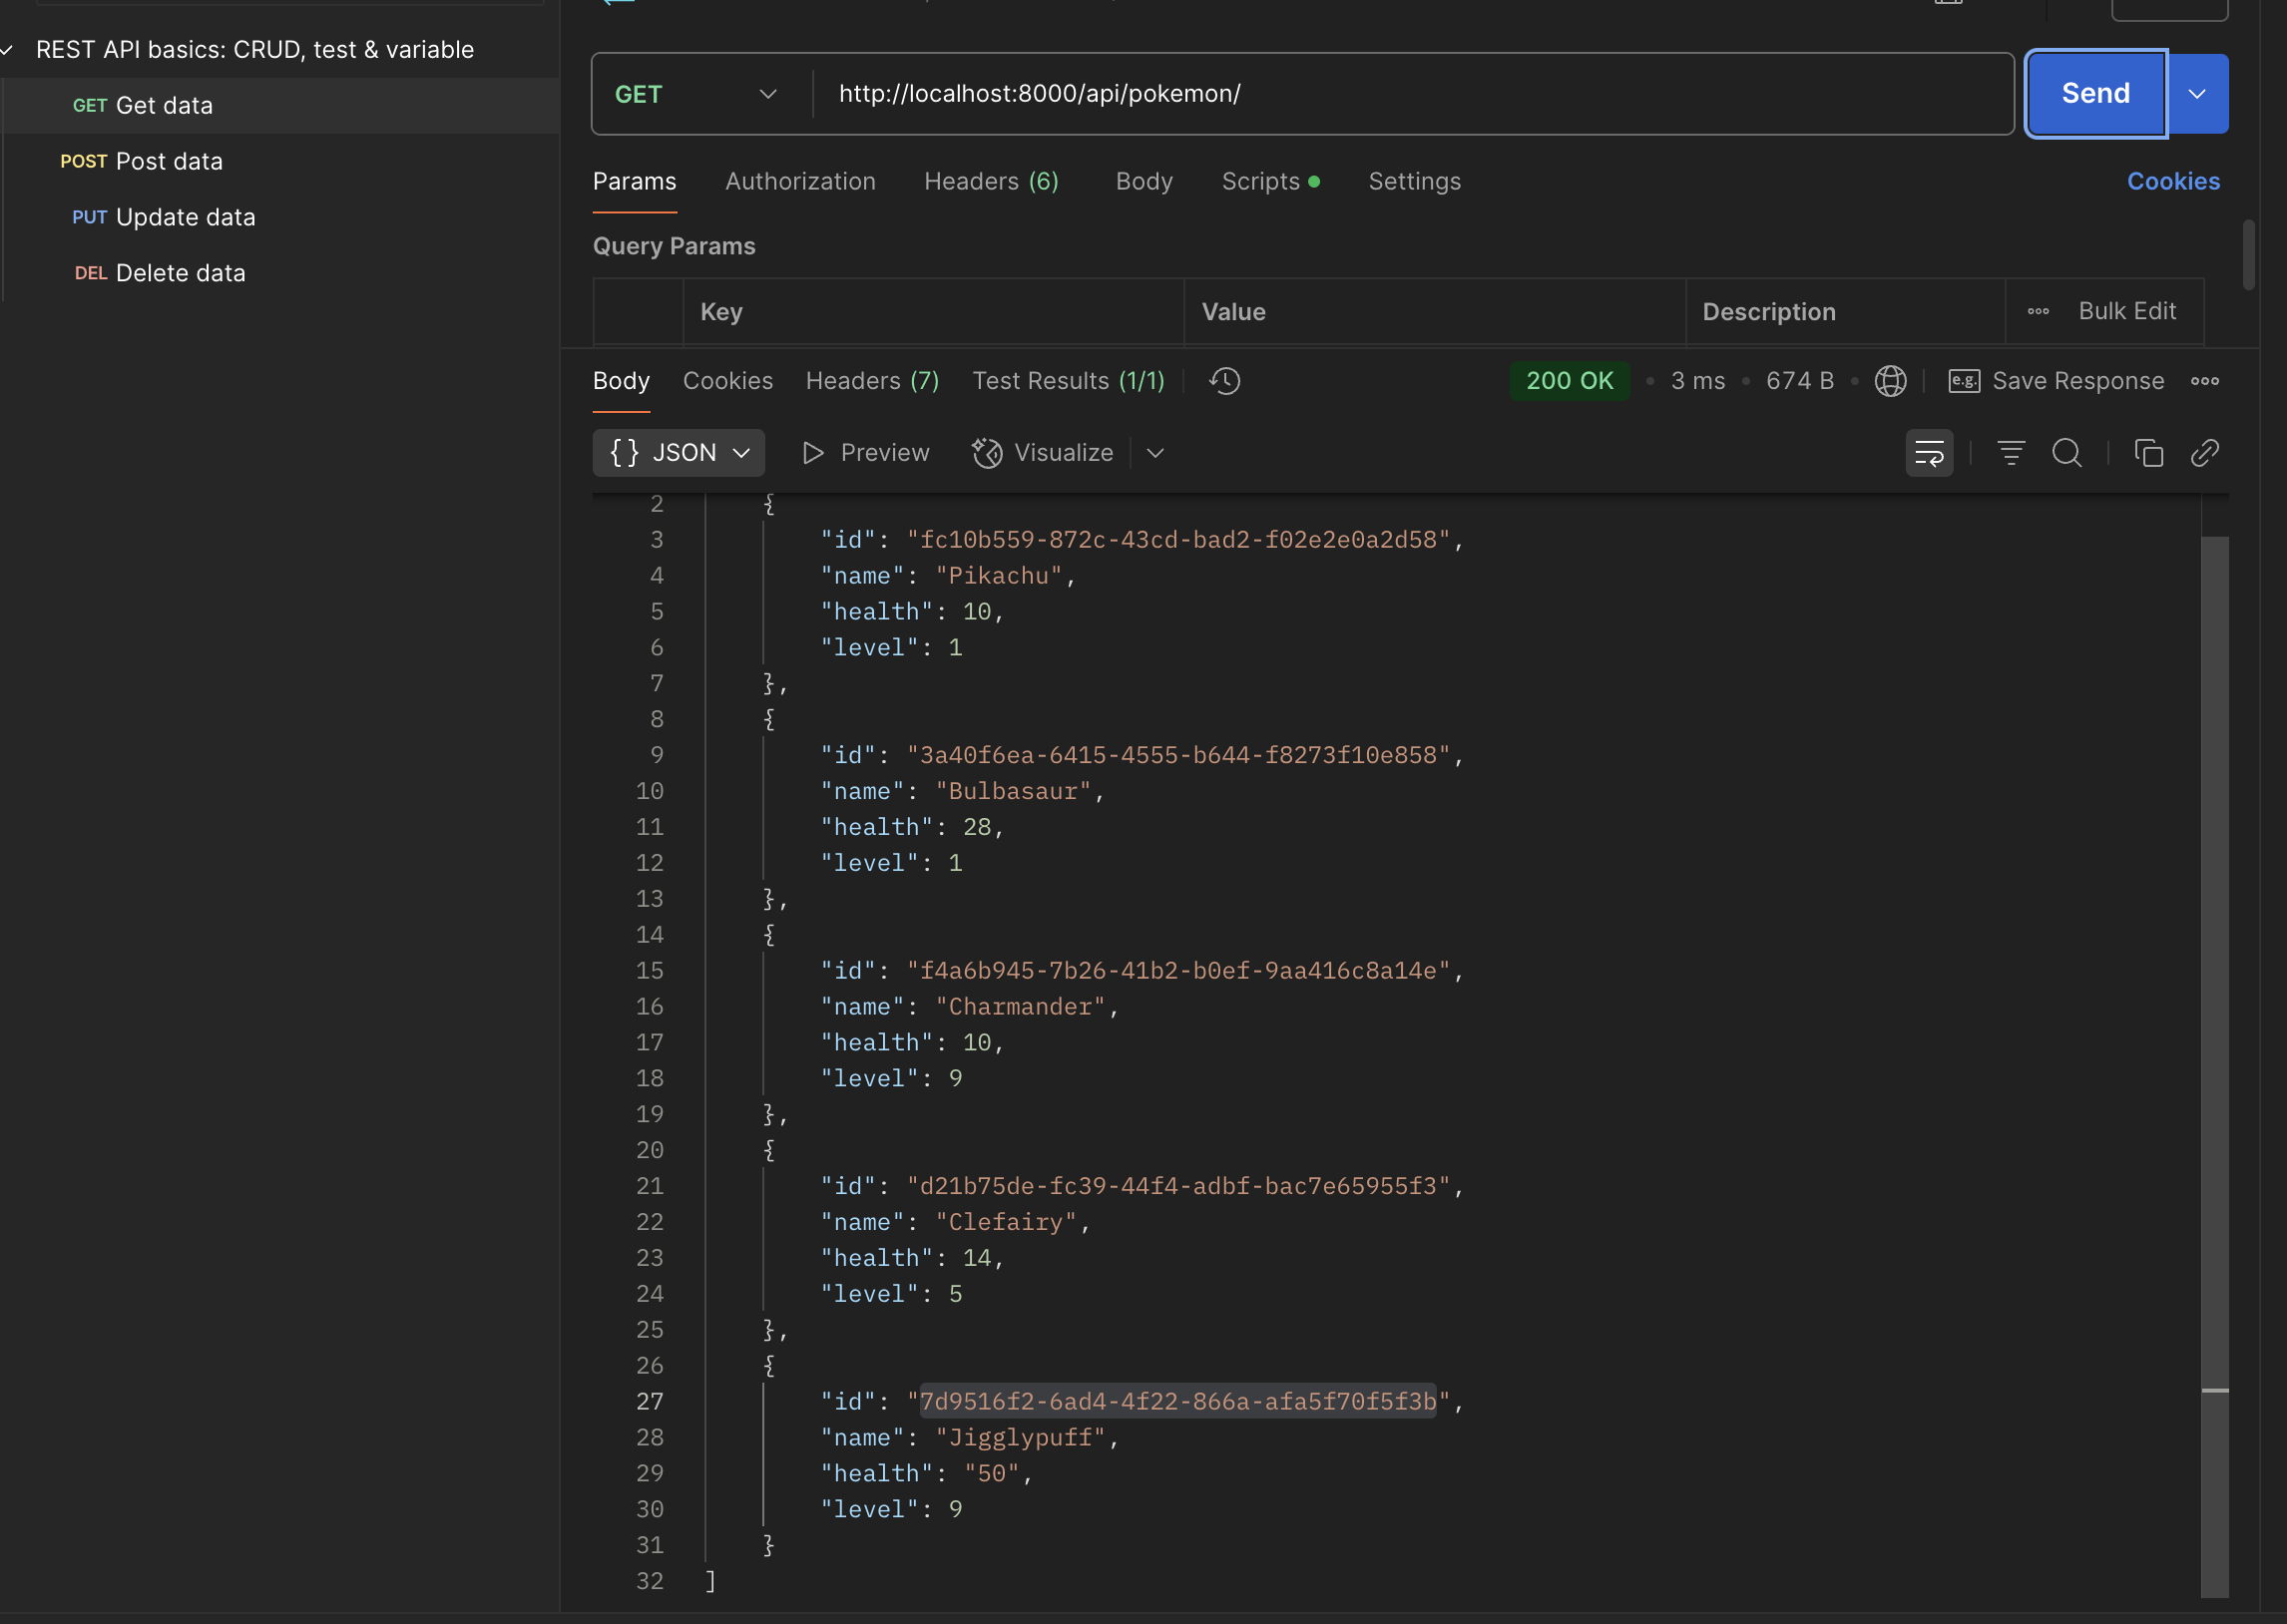 REST API basics: CRUD, test & variable
GET Get data
POST Post data
PUT Update data
DEL Delete data
GET http://localhost:8000/api/pokemon/ Send
Params Authorization Headers (6) Body Scripts Settings Cookies
Query Params
Key Value Description Bulk Edit
Body Cookies Headers (7) Test Results (1/1) 200 OK • 3 ms • 674 B • e.g. Save Response
{ } JSON Preview Visualize
2 {
3 "id": "fc10b559-872c-43cd-bad2-f02e2e0a2d58",
4 "name": "Pikachu",
5 "health": 10,
6 "level": 1
7 },
8 {
9 "id": "3a40f6ea-6415-4555-b644-f8273f10e858",
10 "name": "Bulbasaur",
11 "health": 28,
12 "level": 1
13 },
14 {
15 "id": "f4a6b945-7b26-41b2-b0ef-9aa416c8a14e",
16 "name": "Charmander",
17 "health": 10,
18 "level": 9
19 },
20 {
21 "id": "d21b75de-fc39-44f4-adbf-bac7e65955f3",
22 "name": "Clefairy",
23 "health": 14,
24 "level": 5
25 },
26 {
27 "id": "7d9516f2-6ad4-4f22-866a-afa5f70f5f3b",
28 "name": "Jigglypuff",
29 "health": "50",
30 "level": 9
31 }
32 ]